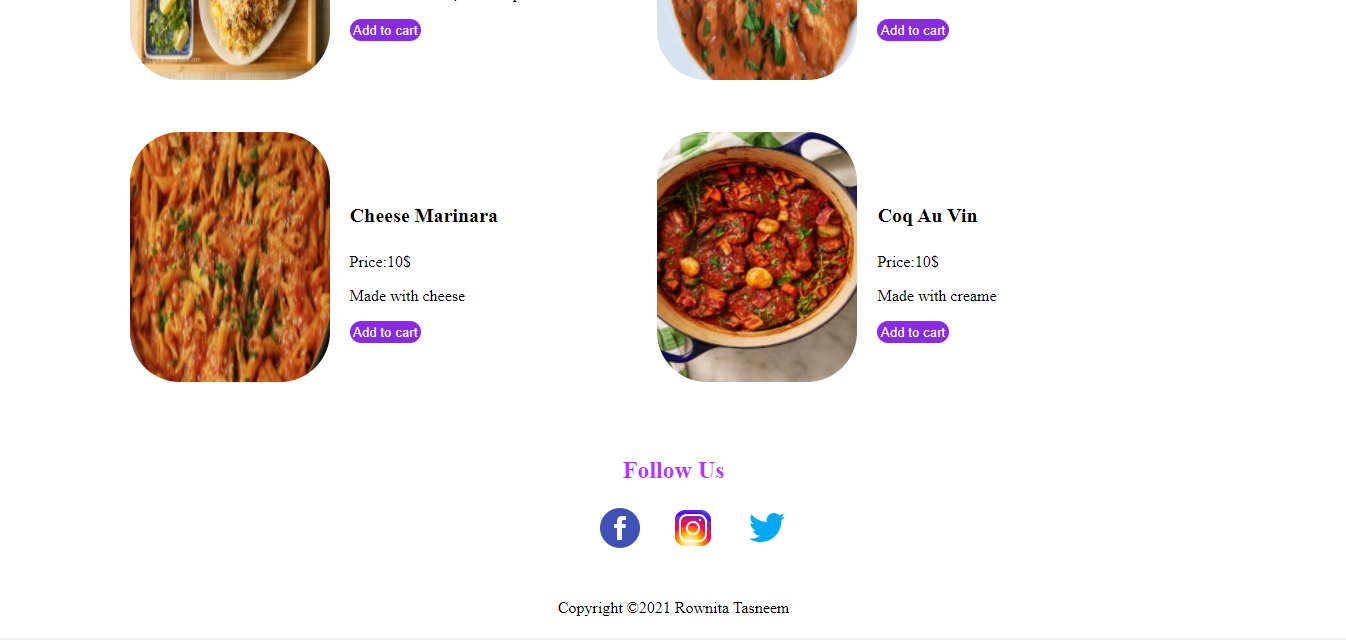 Add to cart
Add to cart
Cheese Marinara
Price:10$
Made with cheese
Add to cart
Coq Au Vin
Price:10$
Made with creame
Add to cart
Follow Us
Copyright ©2021 Rownita Tasneem